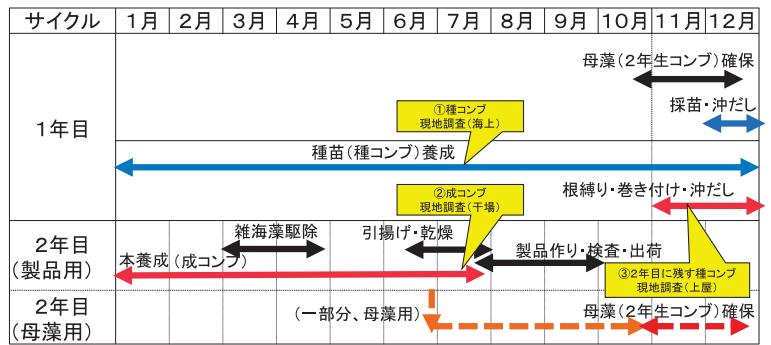 サイクル 1月 2月 3月 4月 5月 6月 7月 8月 9月 10月 11月 12月
1年目
母藻(2年生コンブ)確保
採苗・沖だし
①種コンブ
現地調査(海上)
種苗(種コンブ)養成
根縛り・巻き付け・沖だし
②成コンブ
現地調査(干場)
2年目
(製品用)
雑海藻駆除
引揚げ・乾燥
本養成(成コンブ)
製品作り・検査・出荷
③2年目に残す種コンブ
現地調査(上屋)
2年目
(母藻用)
(一部分、母藻用)
母藻(2年生コンブ)確保